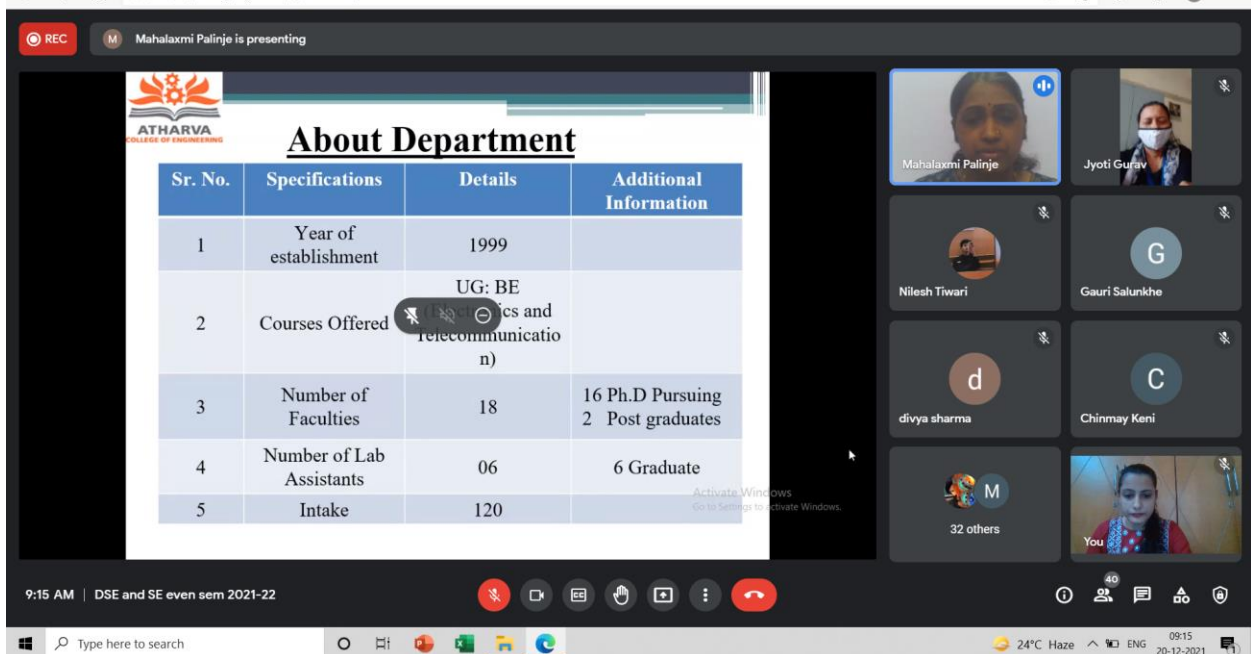 REC
M
Mahalaxmi Palinje is presenting
ATHARVA
COLLEGE OF ENGINEERING
About Department
Sr. No. Specifications Details Additional
Information
1 Year of
establishment 1999
2 Courses Offered UG: BE
and
Telecommunicatio
n)
3 Number of
Faculties 18 16 Ph.D Pursuing
2 Post graduates
4 Number of Lab
Assistants 06 6 Graduate
5 Intake 120
Activate Windows
Go to Settings to activate Windows.
Mahalaxmi Palinje
Jyoti Gurav
Nilesh Tiwari
G
Gauri Salunkhe
d
divya sharma
C
Chinmay Keni
M
32 others
You
9:15 AM | DSE and SE even sem 2021-22
40
Type here to search
24°C Haze
ENG
09:15
20-12-2021
1